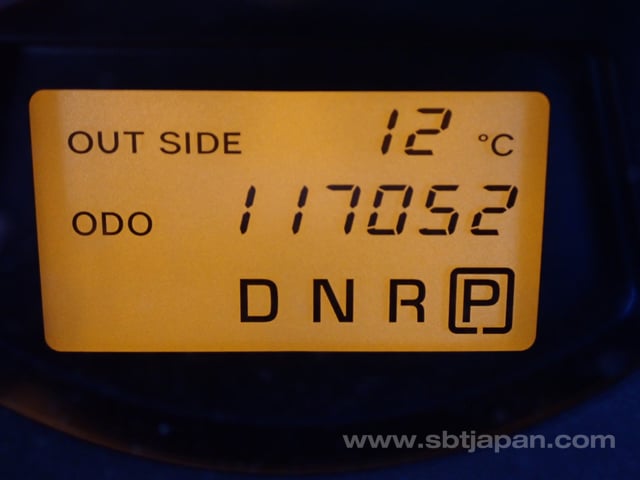 OUT SIDE 12 °C
ODO 117052
D N R P
www.sbtjapan.com